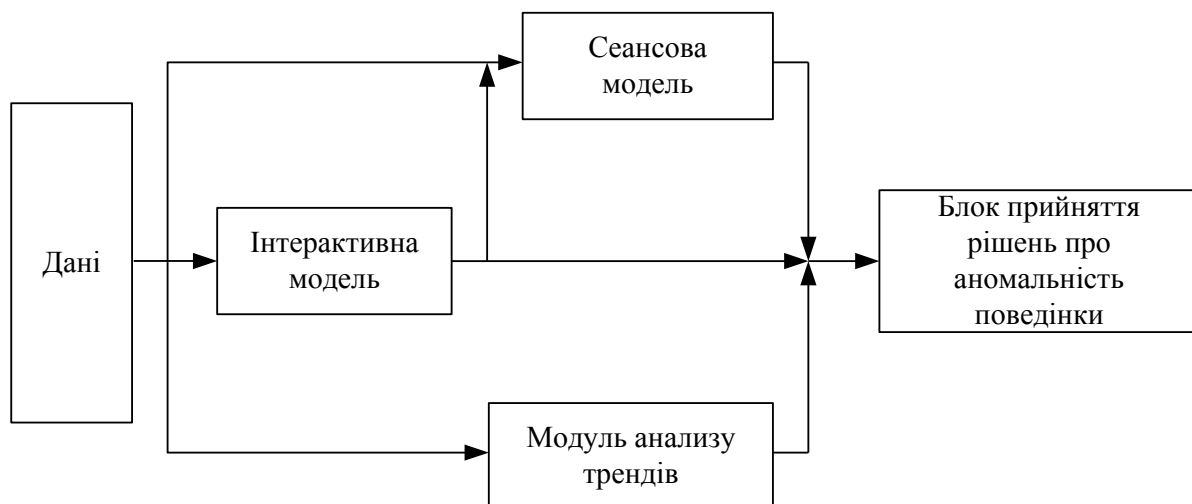 Сеансова
модель
Дані
Інтерактивна
модель
Блок прийняття
рішень про
аномальність
поведінки
Модуль анализу
трендів